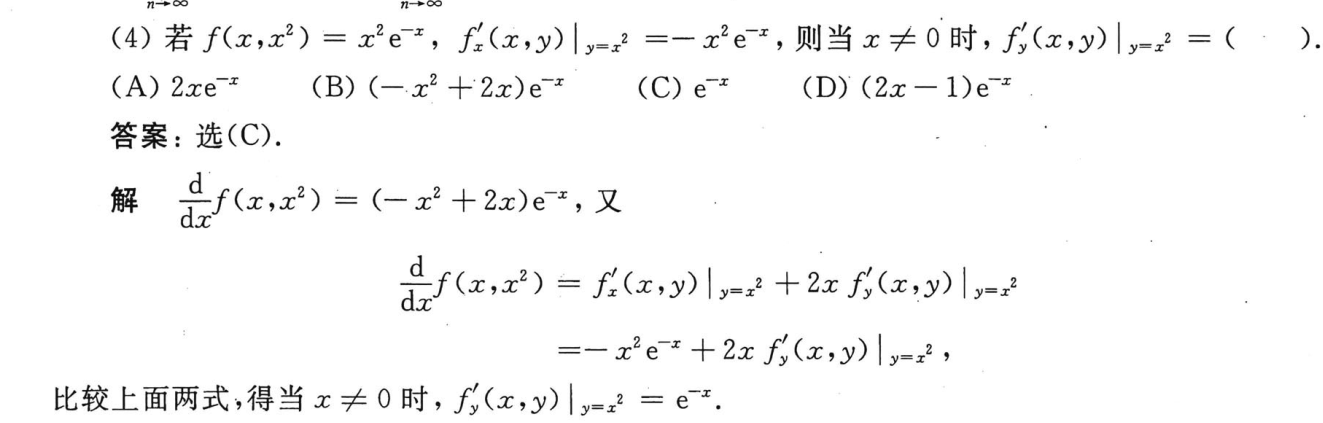 n→∞ n→∞
(4) 若 f(x,x²) = x²e⁻ˣ, f′ₓ(x,y)|_{y=x²} = −x²e⁻ˣ, 则当 x ≠ 0 时, f′_y(x,y)|_{y=x²} = ( ).
(A) 2xe⁻ˣ (B) (−x² + 2x)e⁻ˣ (C) e⁻ˣ (D) (2x − 1)e⁻ˣ
答案: 选(C).
解 d/dx f(x,x²) = (−x² + 2x)e⁻ˣ, 又
d/dx f(x,x²) = f′ₓ(x,y)|_{y=x²} + 2x f′_y(x,y)|_{y=x²}
= −x²e⁻ˣ + 2x f′_y(x,y)|_{y=x²},
比较上面两式,得当 x ≠ 0 时, f′_y(x,y)|_{y=x²} = e⁻ˣ.